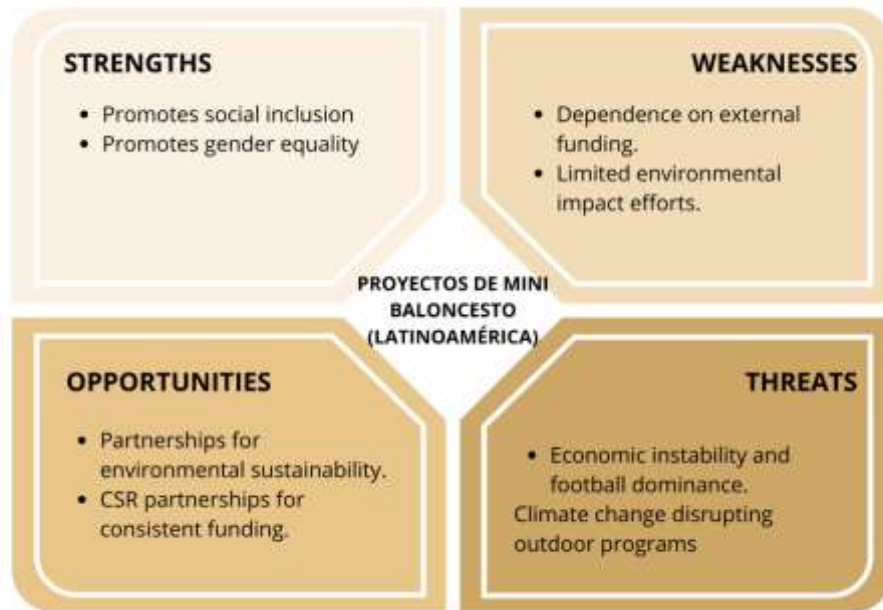 STRENGTHS
• Promotes social inclusion
• Promotes gender equality
WEAKNESSES
• Dependence on external
funding.
• Limited environmental
impact efforts.
PROYECTOS DE MINI
BALONCESTO
(LATINOAMÉRICA)
OPPORTUNITIES
• Partnerships for
environmental sustainability.
• CSR partnerships for
consistent funding.
THREATS
• Economic instability and
football dominance.
Climate change disrupting
outdoor programs